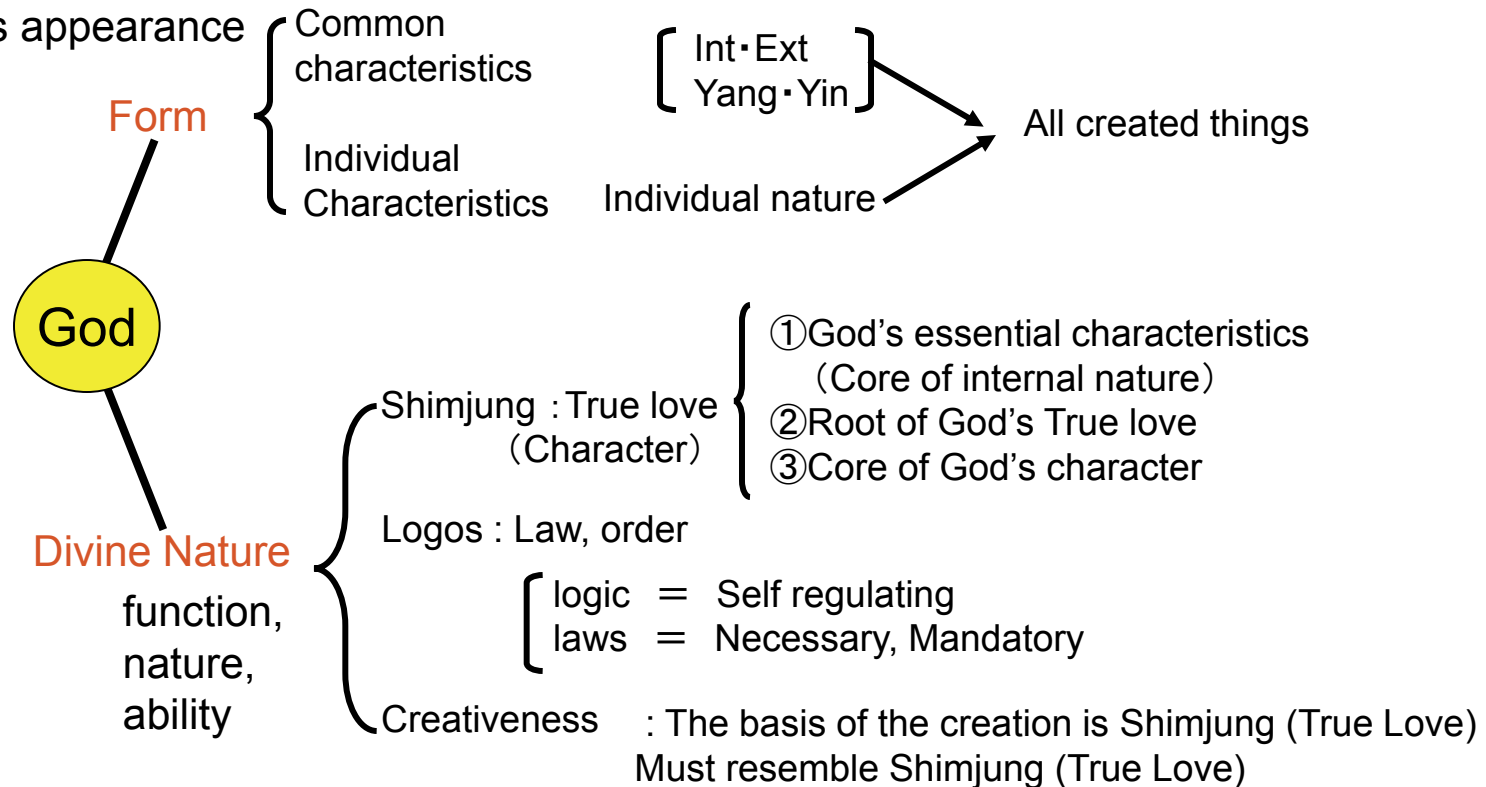 s appearance
Common
characteristics
Int・Ext
Yang・Yin
Form
All created things
Individual
Characteristics
Individual nature
God
①God’s essential characteristics
（Core of internal nature）
Shimjung : True love
（Character）
②Root of God’s True love
③Core of God’s character
Logos : Law, order
Divine Nature
function,
nature,
ability
logic ＝ Self regulating
laws ＝ Necessary, Mandatory
Creativeness : The basis of the creation is Shimjung (True Love)
Must resemble Shimjung (True Love)